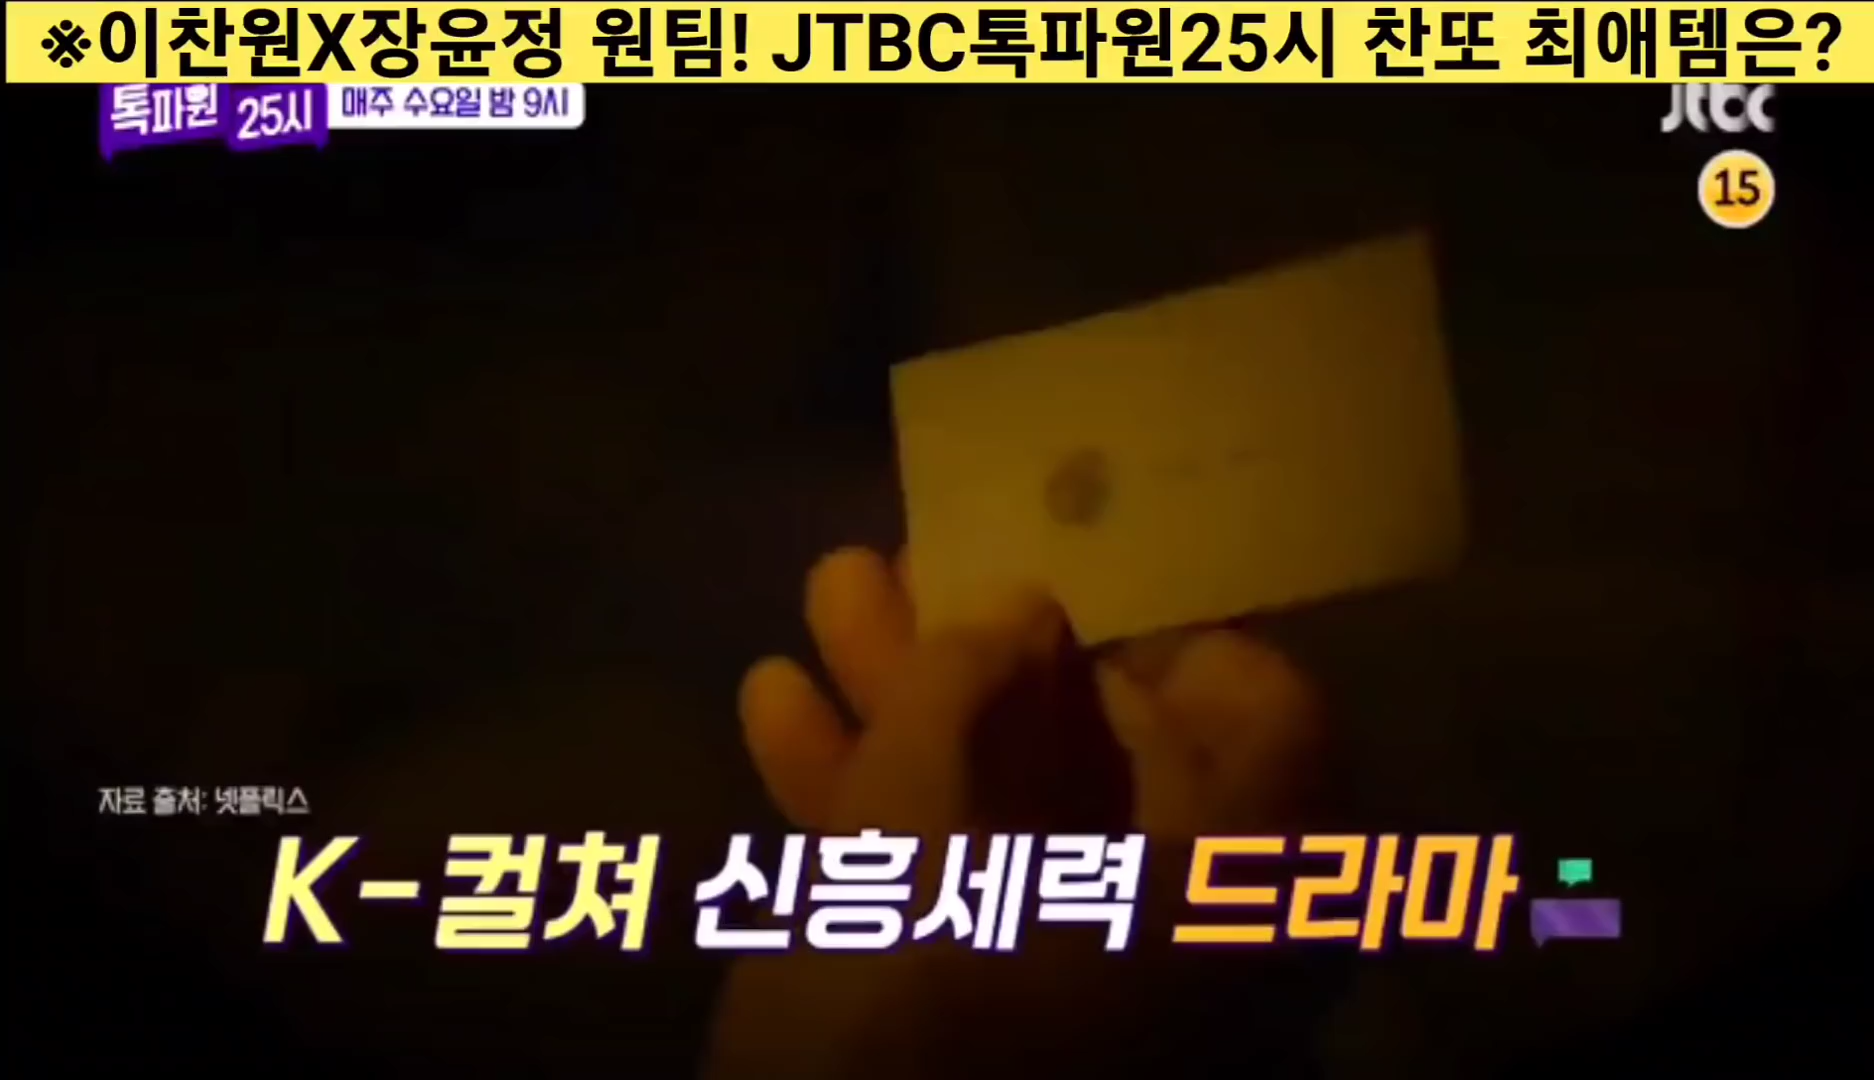 ※이찬원X장윤정 원팀! JTBC톡파원25시 찬또 최애템은?
톡파원 25시 매주 수요일 밤 9시
JTBC
15
자료 출처: 넷플릭스
K-컬쳐 신흥세력 드라마